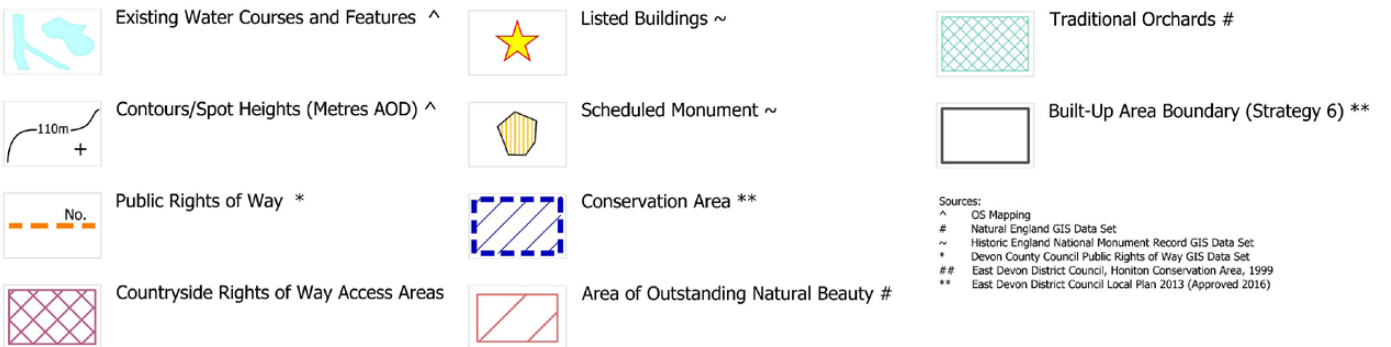 Existing Water Courses and Features ^
110m
+
Contours/Spot Heights (Metres AOD) ^
No.
Public Rights of Way *
Countryside Rights of Way Access Areas
Listed Buildings ~
Scheduled Monument ~
Conservation Area **
Area of Outstanding Natural Beauty #
Traditional Orchards #
Built-Up Area Boundary (Strategy 6) **
Sources:
^ OS Mapping
# Natural England GIS Data Set
~ Historic England National Monument Record GIS Data Set
* Devon County Council Public Rights of Way GIS Data Set
## East Devon District Council, Honiton Conservation Area, 1999
** East Devon District Council Local Plan 2013 (Approved 2016)